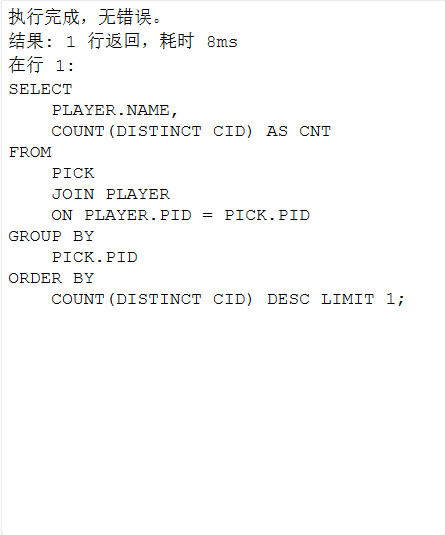 执行完成，无错误。
结果: 1 行返回，耗时 8ms
在行 1:
SELECT
    PLAYER.NAME,
    COUNT(DISTINCT CID) AS CNT
FROM
    PICK
    JOIN PLAYER
    ON PLAYER.PID = PICK.PID
GROUP BY
    PICK.PID
ORDER BY
    COUNT(DISTINCT CID) DESC LIMIT 1;